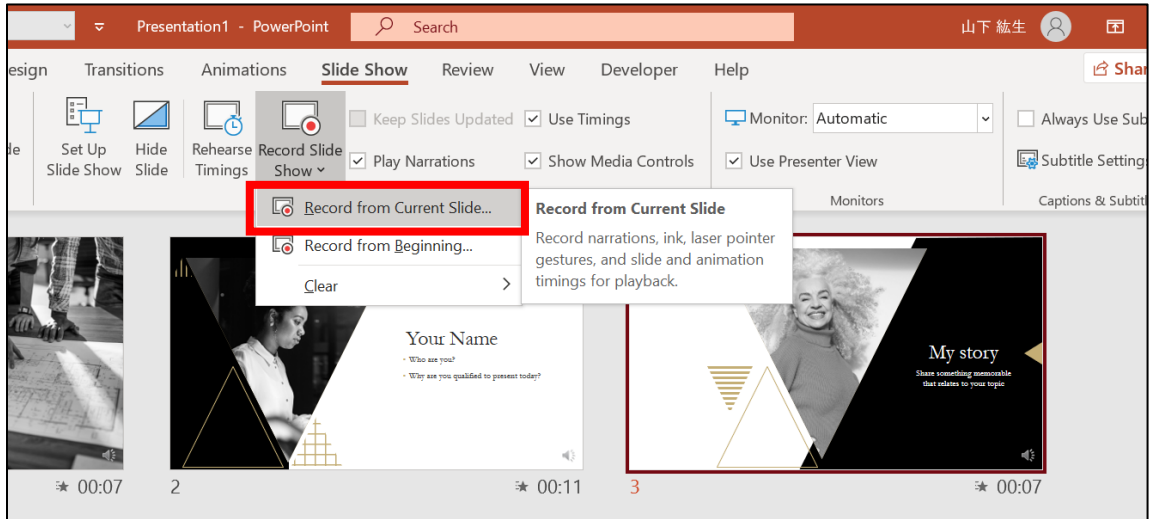 Presentation1 - PowerPoint
Search
山下 紘生
esign Transitions Animations Slide Show Review View Developer Help
Shar
Set Up
Slide Show
Hide
Slide
Rehearse
Timings
Record Slide
Show
Keep Slides Updated
Play Narrations
Use Timings
Show Media Controls
Monitor: Automatic
Use Presenter View
Monitors
Always Use Sub
Subtitle Setting
Captions & Subtitl
Record from Current Slide...
Record from Beginning...
Clear
Record from Current Slide
Record narrations, ink, laser pointer
gestures, and slide and animation
timings for playback.
Your Name
• Who are you?
• Why are you qualified to present today?
My story
Share something memorable
that relates to your topic
00:07
2
00:11
3
00:07